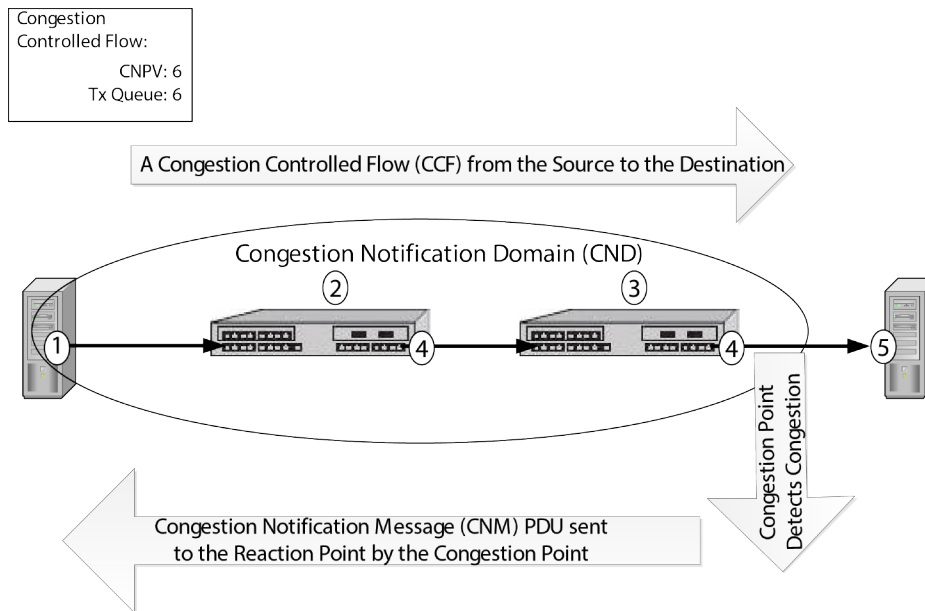 Congestion
Controlled Flow:
CNPV: 6
Tx Queue: 6
A Congestion Controlled Flow (CCF) from the Source to the Destination
Congestion Notification Domain (CND)
2
3
1
4
4
5
Congestion Point
Detects Congestion
Congestion Notification Message (CNM) PDU sent
to the Reaction Point by the Congestion Point